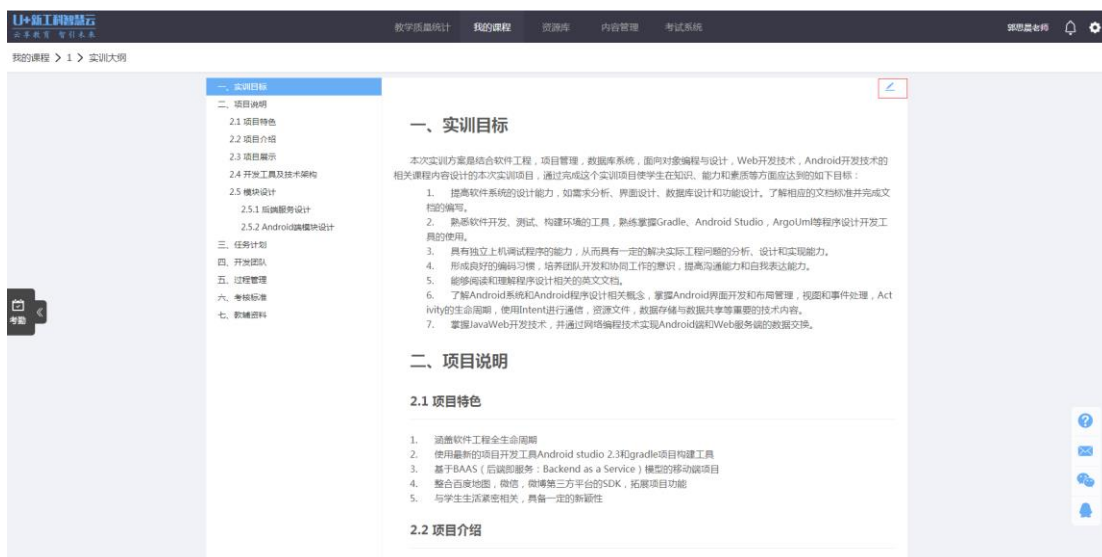 U+新工科智慧云
云享教育 智引未来
教学质量统计 我的课程 资源库 内容管理 考试系统
郭思晨老师
我的课程 > 1 > 实训大纲
一、实训目标
二、项目说明
2.1 项目特色
2.2 项目介绍
2.3 项目展示
2.4 开发工具及技术架构
2.5 模块设计
2.5.1 后端服务设计
2.5.2 Android端模块设计
三、任务计划
四、开发团队
五、过程管理
六、考核标准
七、教辅资料
考勤
一、实训目标
本次实训方案是结合软件工程，项目管理，数据库系统，面向对象编程与设计，Web开发技术，Android开发技术的
相关课程内容设计的本次实训项目，通过完成这个实训项目使学生在知识、能力和素质等方面应达到的如下目标：
1. 提高软件系统的设计能力，如需求分析、界面设计、数据库设计和功能设计。了解相应的文档标准并完成文
档的编写。
2. 熟悉软件开发、测试、构建环境的工具，熟练掌握Gradle、Android Studio，ArgoUml等程序设计开发工
具的使用。
3. 具有独立上机调试程序的能力，从而具有一定的解决实际工程问题的分析、设计和实现能力。
4. 形成良好的编码习惯，培养团队开发和协同工作的意识，提高沟通能力和自我表达能力。
5. 能够阅读和理解程序设计相关的英文文档。
6. 了解Android系统和Android程序设计相关概念，掌握Android界面开发和布局管理，视图和事件处理，Act
ivity的生命周期，使用Intent进行通信，资源文件，数据存储与数据共享等重要的技术内容。
7. 掌握JavaWeb开发技术，并通过网络编程技术实现Android端和Web服务端的数据交换。
二、项目说明
2.1 项目特色
1. 涵盖软件工程全生命周期
2. 使用最新的项目开发工具Android studio 2.3和gradle项目构建工具
3. 基于BAAS（后端即服务：Backend as a Service）模型的移动端项目
4. 整合百度地图，微信，微博第三方平台的SDK，拓展项目功能
5. 与学生生活紧密相关，具备一定的新颖性
2.2 项目介绍